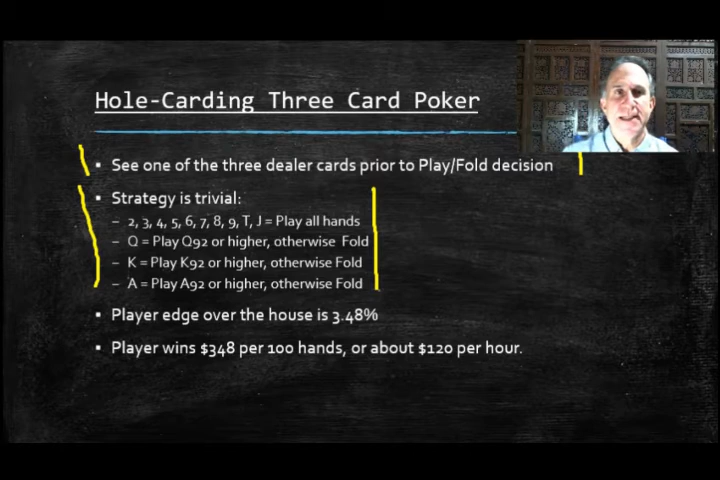 Hole-Carding Three Card Poker
▪ See one of the three dealer cards prior to Play/Fold decision
▪ Strategy is trivial:
– 2, 3, 4, 5, 6, 7, 8, 9, T, J = Play all hands
– Q = Play Q92 or higher, otherwise Fold
– K = Play K92 or higher, otherwise Fold
– A = Play A92 or higher, otherwise Fold
▪ Player edge over the house is 3.48%
▪ Player wins $348 per 100 hands, or about $120 per hour.